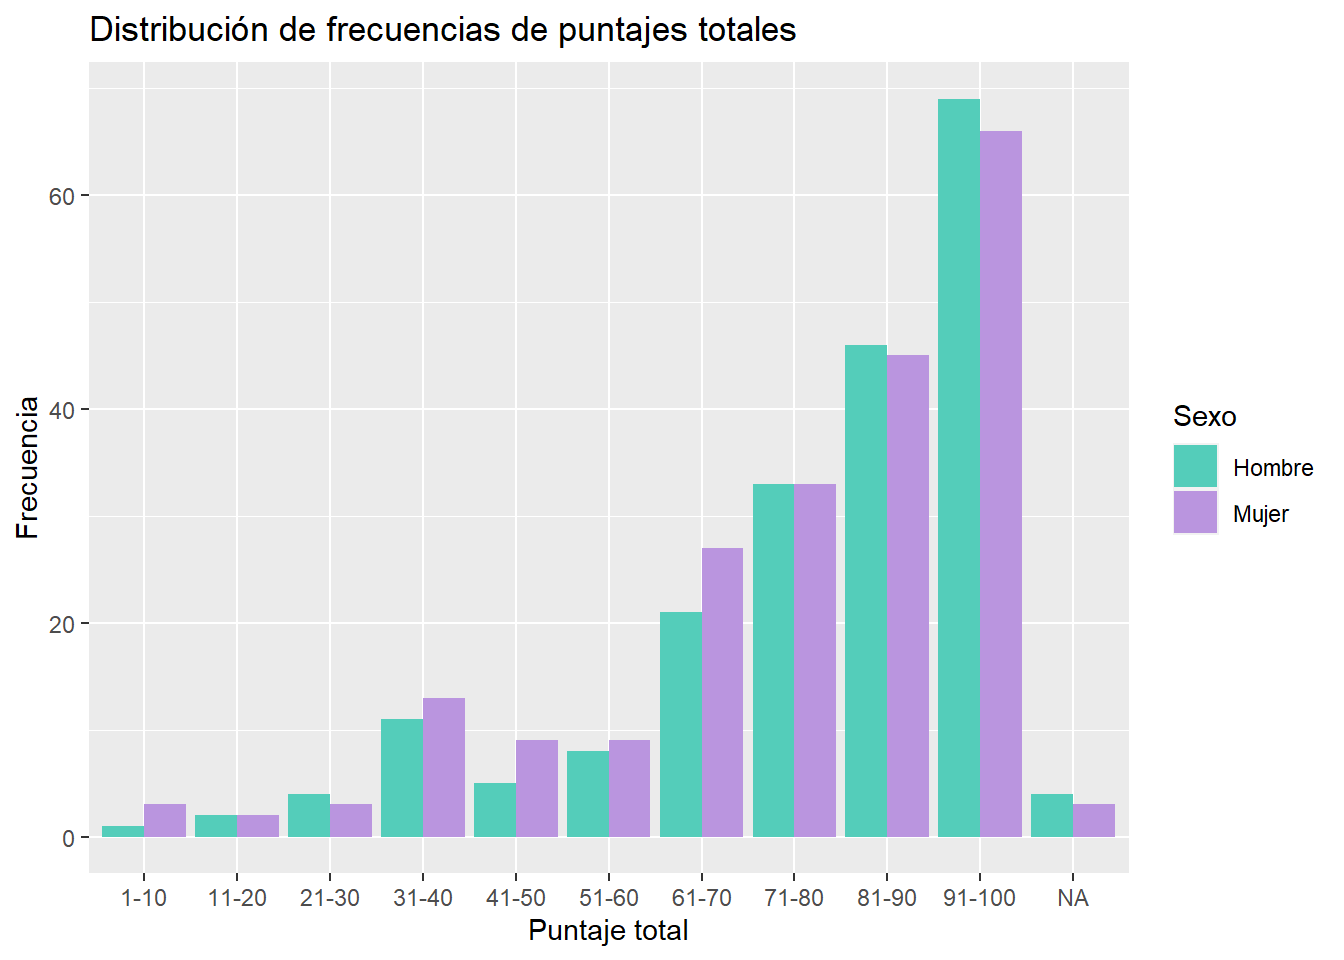 Distribución de frecuencias de puntajes totales
Frecuencia
60
40
20
0
1-10 11-20 21-30 31-40 41-50 51-60 61-70 71-80 81-90 91-100 NA
Puntaje total
Sexo
Hombre
Mujer